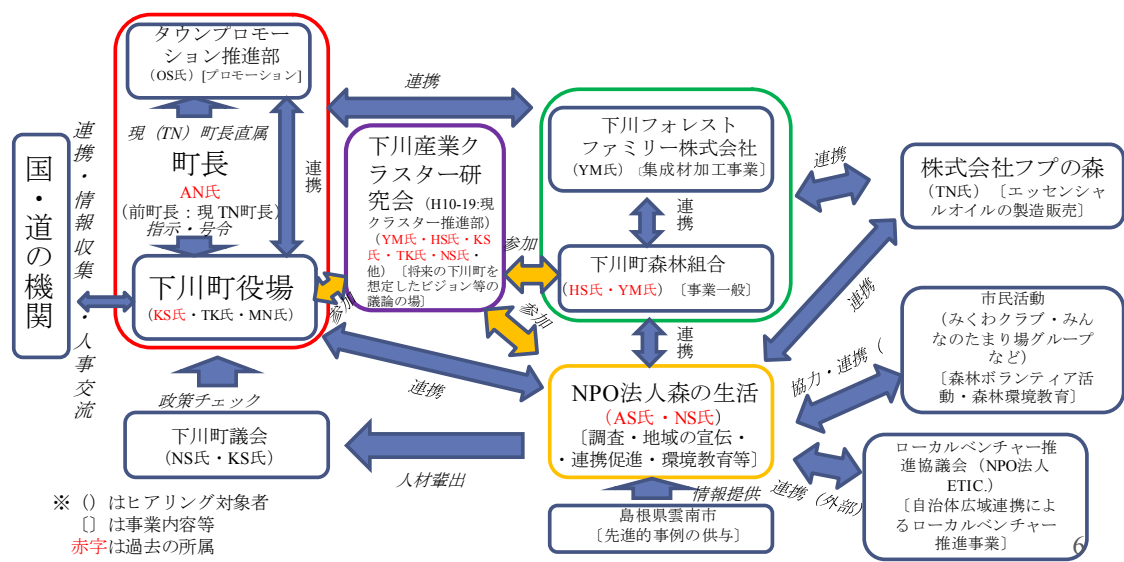 タウンプロモー
ション推進部
(OS氏) [プロモーション]
現(TN)町長直属
町長
AN氏
(前町長:現 TN町長)
指示・号令
下川町役場
(KS氏・TK氏・MN氏)
連携
国・道の機関
連携・情報収集・人事交流
連携
下川産業ク
ラスター研
究会 (H10-19:現
クラスター推進部)
(YM氏・HS氏・KS
氏・TK氏・NS氏・
他) 〔将来の下川町を
想定したビジョン等の
議論の場〕
参加
参加
参加
下川フォレスト
ファミリー株式会社
(YM氏) 〔集成材加工事業〕
連携
下川町森林組合
(HS氏・YM氏) 〔事業一般〕
連携
連携
株式会社フプの森
(TN氏) 〔エッセンシャ
ルオイルの製造販売〕
連携
市民活動
(みくわクラブ・みん
なのたまり場グループ
など)
〔森林ボランティア活
動・森林環境教育〕
協力・連携 (
NPO法人森の生活
(AS氏・NS氏)
〔調査・地域の宣伝・
・連携促進・環境教育等〕
連携
政策チェック
下川町議会
(NS氏・KS氏)
人材輩出
情報提供
島根県雲南市
〔先進的事例の供与〕
連携 (外部)
ローカルベンチャー推
進協議会 (NPO法人
ETIC.)
〔自治体広域連携によ
るローカルベンチャー
推進事業〕
※ () はヒアリング対象者
〔〕は事業内容等
赤字は過去の所属
6